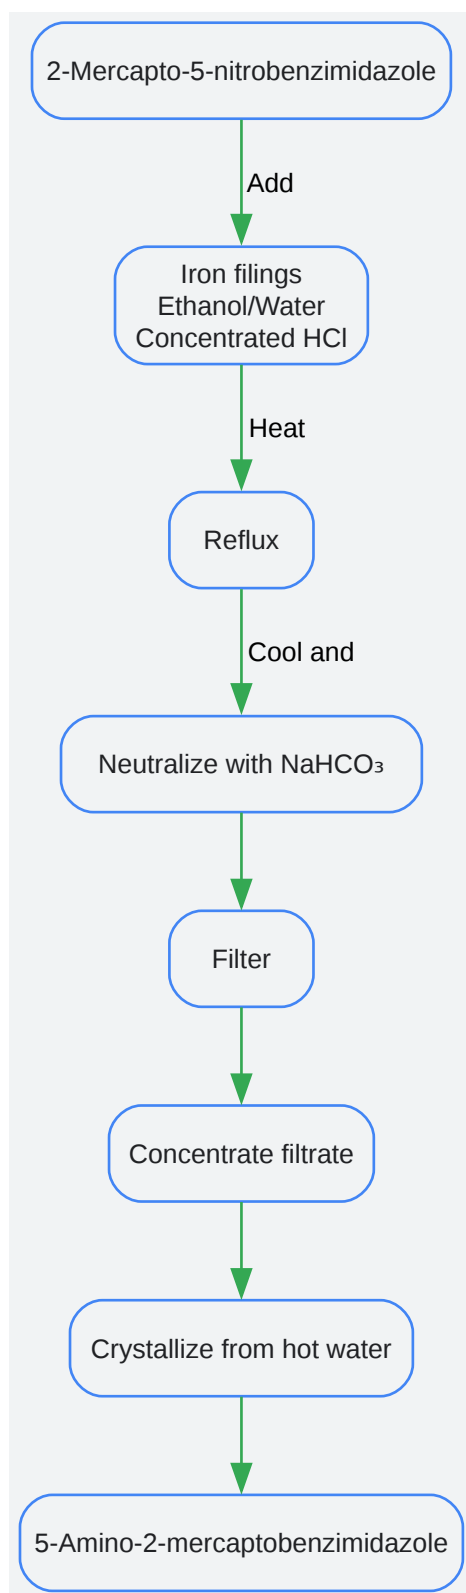 2-Mercapto-5-nitrobenzimidazole
Add
Iron filings
Ethanol/Water
Concentrated HCl
Heat
Reflux
Cool and
Neutralize with NaHCO₃
Filter
Concentrate filtrate
Crystallize from hot water
5-Amino-2-mercaptobenzimidazole